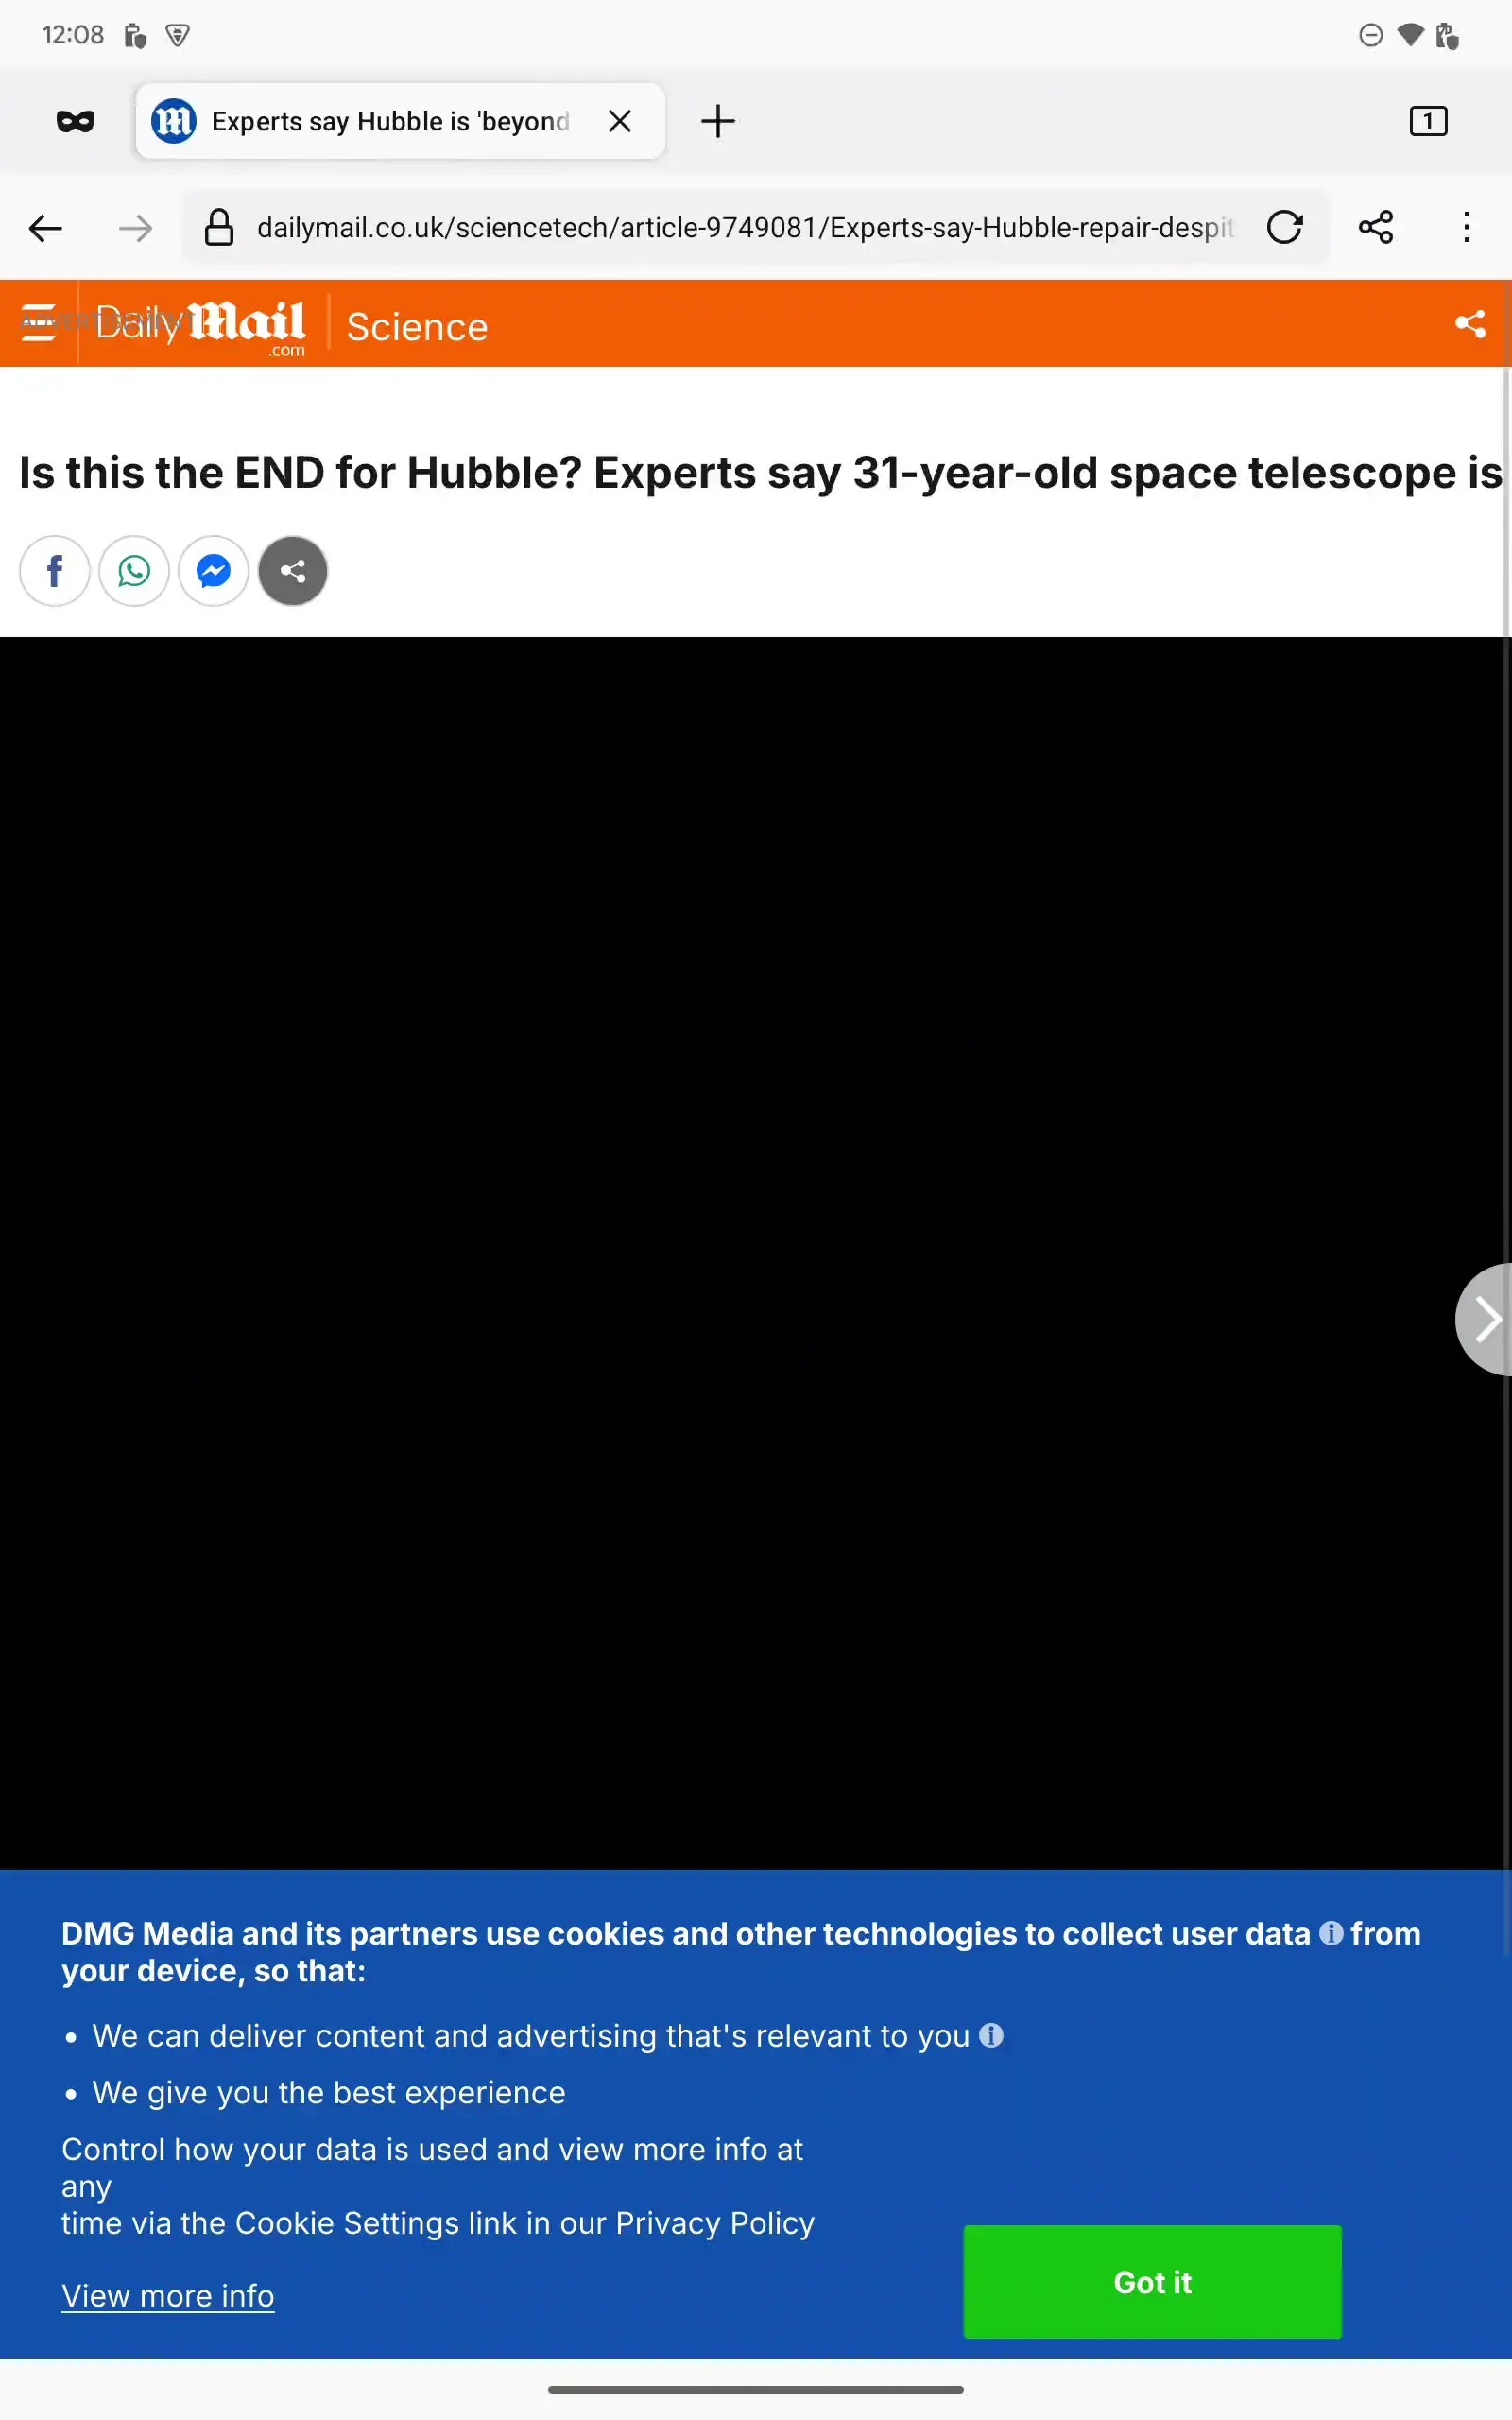 12:08
Experts say Hubble is 'beyond
1
dailymail.co.uk/sciencetech/article-9749081/Experts-say-Hubble-repair-despit
ADVERTISEMENT
Daily Mail
.com
Science
Is this the END for Hubble? Experts say 31-year-old space telescope is
DMG Media and its partners use cookies and other technologies to collect user data from
your device, so that:
• We can deliver content and advertising that's relevant to you
• We give you the best experience
Control how your data is used and view more info at
any
time via the Cookie Settings link in our Privacy Policy
View more info
Got it